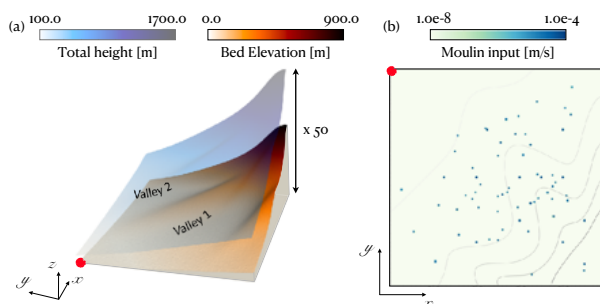 (a)
100.0 1700.0
Total height [m]
0.0 900.0
Bed Elevation [m]
x 50
Valley 2
Valley 1
z
y
x
(b)
1.0e-8 1.0e-4
Moulin input [m/s]
y